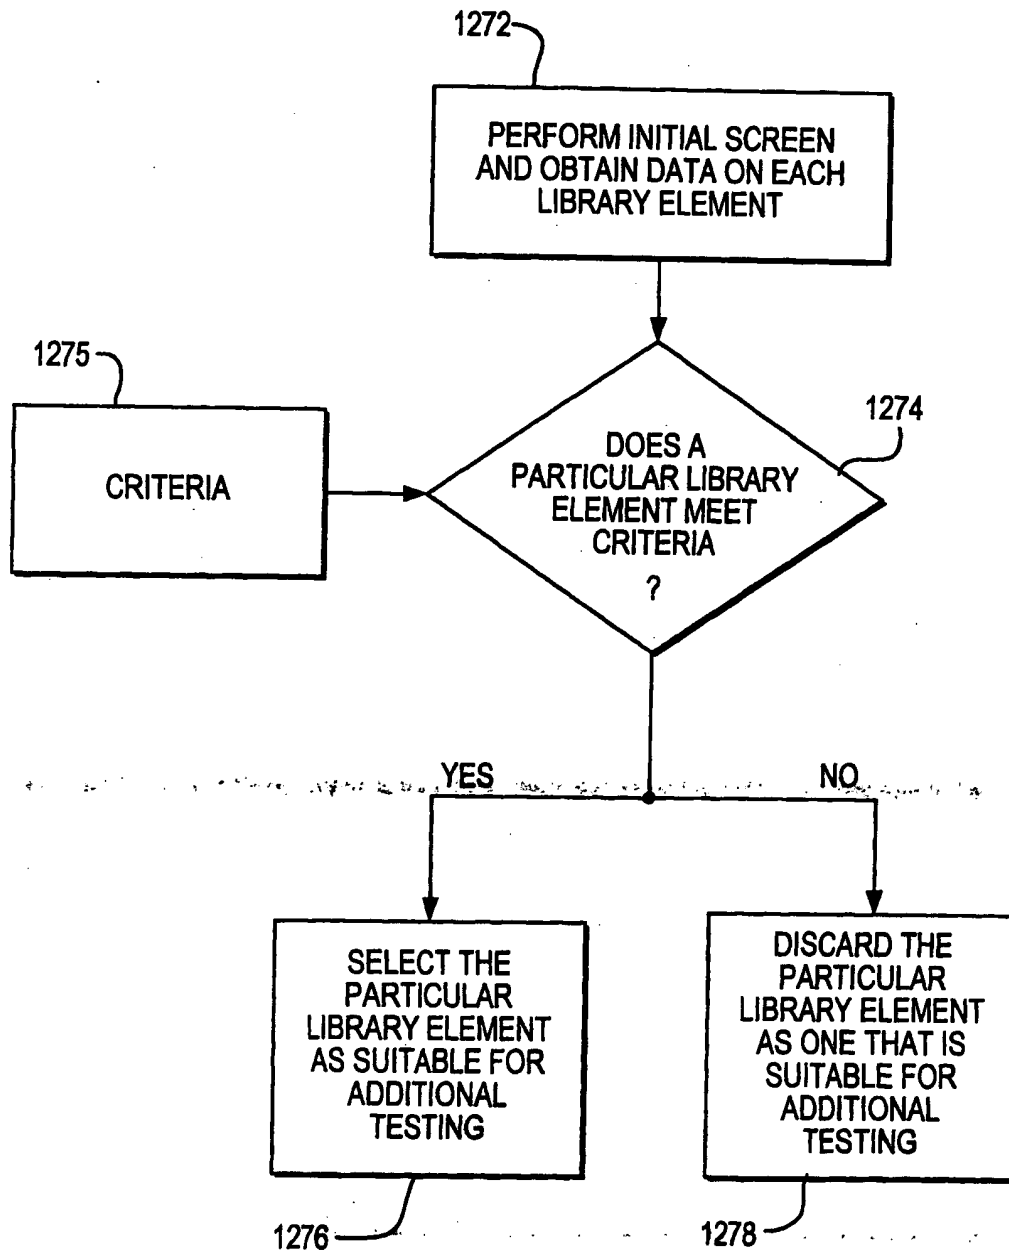 1272
PERFORM INITIAL SCREEN
AND OBTAIN DATA ON EACH
LIBRARY ELEMENT
1275
CRITERIA
1274
DOES A
PARTICULAR LIBRARY
ELEMENT MEET
CRITERIA
?
YES
NO
SELECT THE
PARTICULAR
LIBRARY ELEMENT
AS SUITABLE FOR
ADDITIONAL
TESTING
1276
DISCARD THE
PARTICULAR
LIBRARY ELEMENT
AS ONE THAT IS
SUITABLE FOR
ADDITIONAL
TESTING
1278